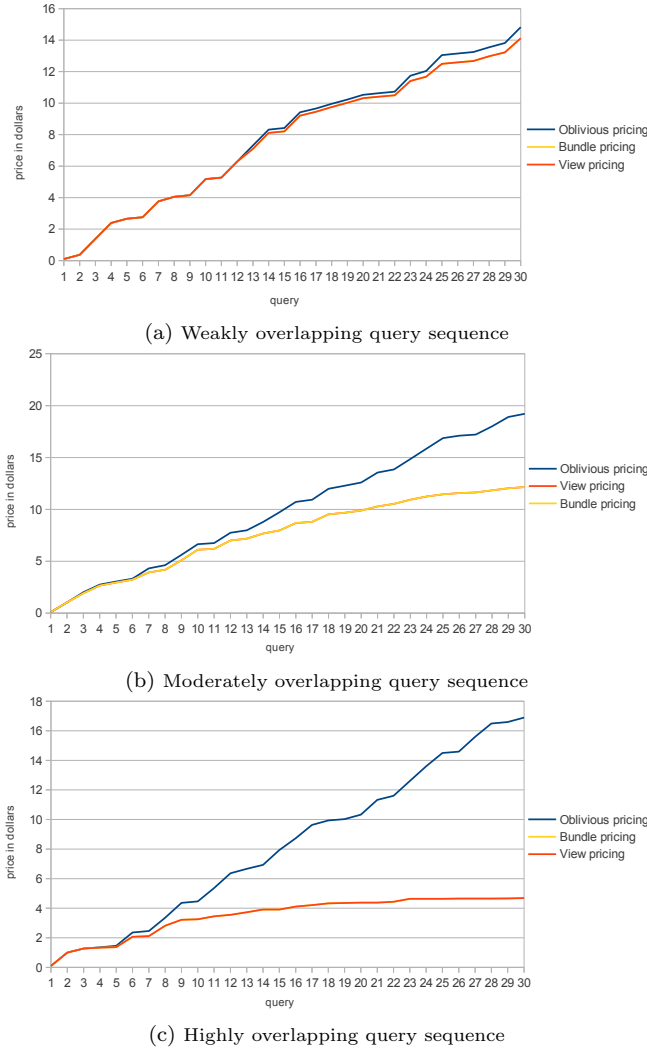 16
14
12
10
8
6
4
2
0
price in dollars
1 2 3 4 5 6 7 8 9 10 11 12 13 14 15 16 17 18 19 20 21 22 23 24 25 26 27 28 29 30
query
Oblivious pricing
Bundle pricing
View pricing
(a) Weakly overlapping query sequence
25
20
15
10
5
0
price in dollars
1 2 3 4 5 6 7 8 9 10 11 12 13 14 15 16 17 18 19 20 21 22 23 24 25 26 27 28 29 30
query
Oblivious pricing
View pricing
Bundle pricing
(b) Moderately overlapping query sequence
18
16
14
12
10
8
6
4
2
0
price in dollars
1 2 3 4 5 6 7 8 9 10 11 12 13 14 15 16 17 18 19 20 21 22 23 24 25 26 27 28 29 30
query
Oblivious pricing
Bundle pricing
View pricing
(c) Highly overlapping query sequence